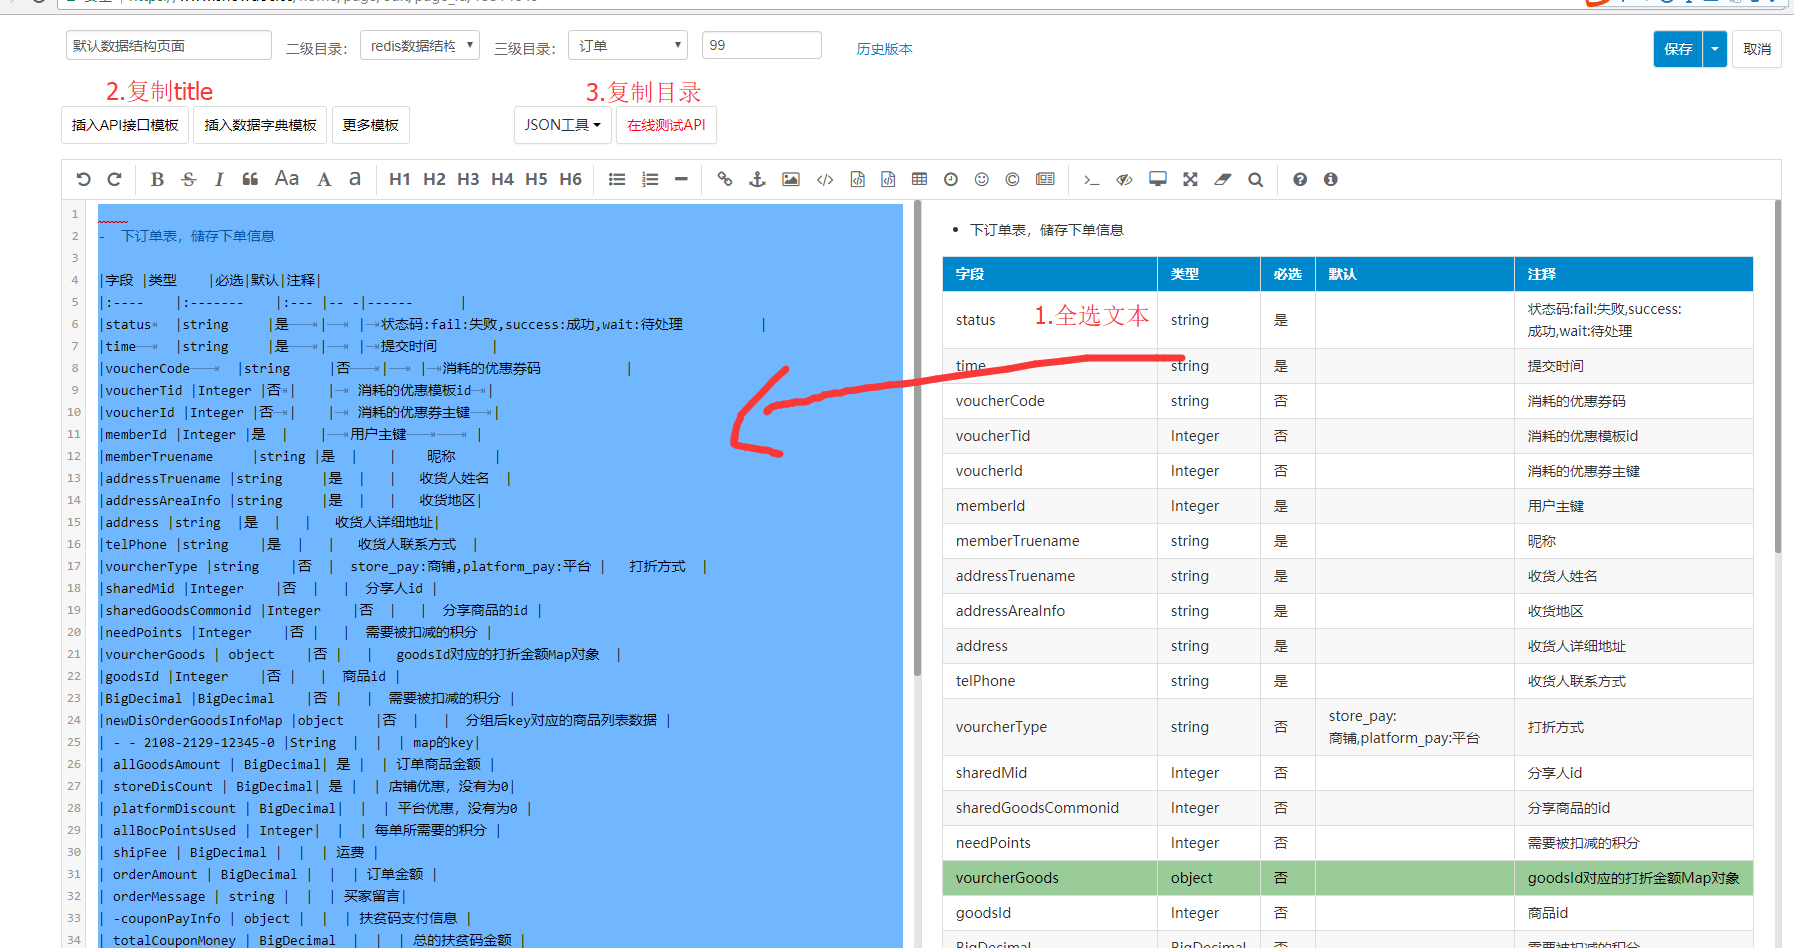 默认数据结构页面 二级目录: redis数据结构 三级目录: 订单 99 历史版本 保存 取消
2.复制title 3.复制目录
插入API接口模板 插入数据字典模板 更多模板 JSON工具 在线测试API
B S I Aa A a H1 H2 H3 H4 H5 H6
1
2 - 下订单表，储存下单信息
3
4 |字段 |类型 |必选|默认|注释|
5 |:---- |:------- |:--- |-- -|------ |
6 |status |string |是 | | 状态码:fail:失败,success:成功,wait:待处理 |
7 |time |string |是 | | 提交时间 |
8 |voucherCode |string |否 | | 消耗的优惠券码 |
9 |voucherTid |Integer |否 | | 消耗的优惠模板id |
10 |voucherId |Integer |否 | | 消耗的优惠券主键 |
11 |memberId |Integer |是 | | 用户主键 |
12 |memberTruename |string |是 | | 昵称 |
13 |addressTruename |string |是 | | 收货人姓名 |
14 |addressAreaInfo |string |是 | | 收货地区|
15 |address |string |是 | | 收货人详细地址|
16 |telPhone |string |是 | | 收货人联系方式 |
17 |vourcherType |string |否 | store_pay:商铺,platform_pay:平台 | 打折方式 |
18 |sharedMid |Integer |否 | | 分享人id |
19 |sharedGoodsCommonid |Integer |否 | | 分享商品的id |
20 |needPoints |Integer |否 | | 需要被扣减的积分 |
21 |vourcherGoods | object |否 | | goodsId对应的打折金额Map对象 |
22 |goodsId |Integer |否 | | 商品id |
23 |BigDecimal |BigDecimal |否 | | 需要被扣减的积分 |
24 |newDisOrderGoodsInfoMap |object |否 | | 分组后key对应的商品列表数据 |
25 | - - 2108-2129-12345-0 |String | | | map的key|
26 | allGoodsAmount | BigDecimal| 是 | | 订单商品金额 |
27 | storeDisCount | BigDecimal| 是 | | 店铺优惠，没有为0|
28 | platformDiscount | BigDecimal| | | 平台优惠，没有为0 |
29 | allBocPointsUsed | Integer| | | 每单所需要的积分 |
30 | shipFee | BigDecimal | | | 运费 |
31 | orderAmount | BigDecimal | | | 订单金额 |
32 | orderMessage | string | | | 买家留言|
33 | -couponPayInfo | object | | | 扶贫码支付信息 |
34 | totalCouponMoney | BigDecimal | | | 总的扶贫码金额 |
下订单表，储存下单信息
字段 类型 必选 默认 注释
1.全选文本
status string 是 状态码:fail:失败,success:
成功,wait:待处理
time string 是 提交时间
voucherCode string 否 消耗的优惠券码
voucherTid Integer 否 消耗的优惠模板id
voucherId Integer 否 消耗的优惠券主键
memberId Integer 是 用户主键
memberTruename string 是 昵称
addressTruename string 是 收货人姓名
addressAreaInfo string 是 收货地区
address string 是 收货人详细地址
telPhone string 是 收货人联系方式
vourcherType string 否 store_pay:
商铺,platform_pay:平台 打折方式
sharedMid Integer 否 分享人id
sharedGoodsCommonid Integer 否 分享商品的id
needPoints Integer 否 需要被扣减的积分
vourcherGoods object 否 goodsId对应的打折金额Map对象
goodsId Integer 否 商品id
BigDecimal BigDecimal 否 需要被扣减的积分